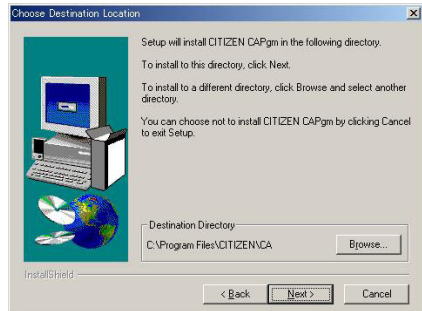 Choose Destination Location
Setup will install CITIZEN CAPgm in the following directory.
To install to this directory, click Next.
To install to a different directory, click Browse and select another
directory.
You can choose not to install CITIZEN CAPgm by clicking Cancel
to exit Setup.
Destination Directory
C:\Program Files\CITIZEN\CA
Browse...
InstallShield
< Back
Next >
Cancel